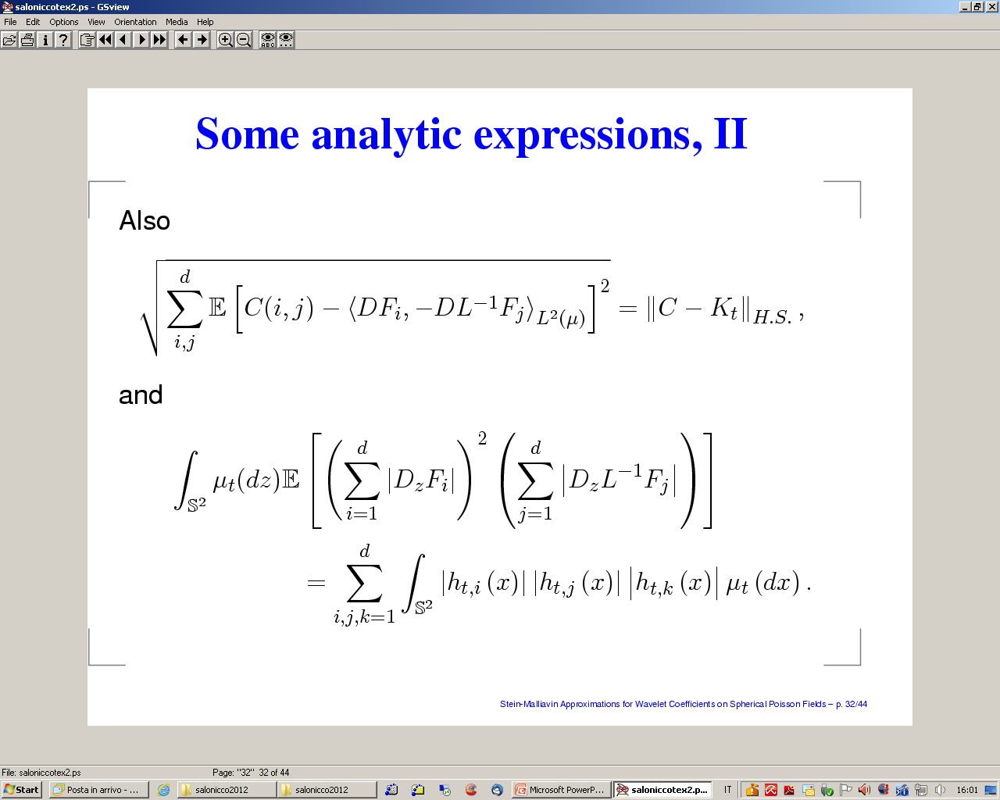 saloniccotex2.ps - GSview
File Edit Options View Orientation Media Help
Some analytic expressions, II
Also
\sqrt{\sum_{i,j}^{d} \mathbb{E}\left[C(i,j) - \langle DF_i, -DL^{-1}F_j\rangle_{L^2(\mu)}\right]^2} = \|C - K_t\|_{H.S.} ,
and
\int_{\mathbb{S}^2} \mu_t(dz)\mathbb{E}\left[\left(\sum_{i=1}^{d} |D_zF_i|\right)^2 \left(\sum_{j=1}^{d} |D_zL^{-1}F_j|\right)\right]
= \sum_{i,j,k=1}^{d} \int_{\mathbb{S}^2} |h_{t,i}(x)| |h_{t,j}(x)| |h_{t,k}(x)| \mu_t(dx) .
Stein-Malliavin Approximations for Wavelet Coefficients on Spherical Poisson Fields – p. 32/44
File: saloniccotex2.ps Page: "32" 32 of 44
Start Posta in arrivo - ... salonicco2012 salonicco2012 Microsoft PowerP... saloniccotex2.p... IT 16:01